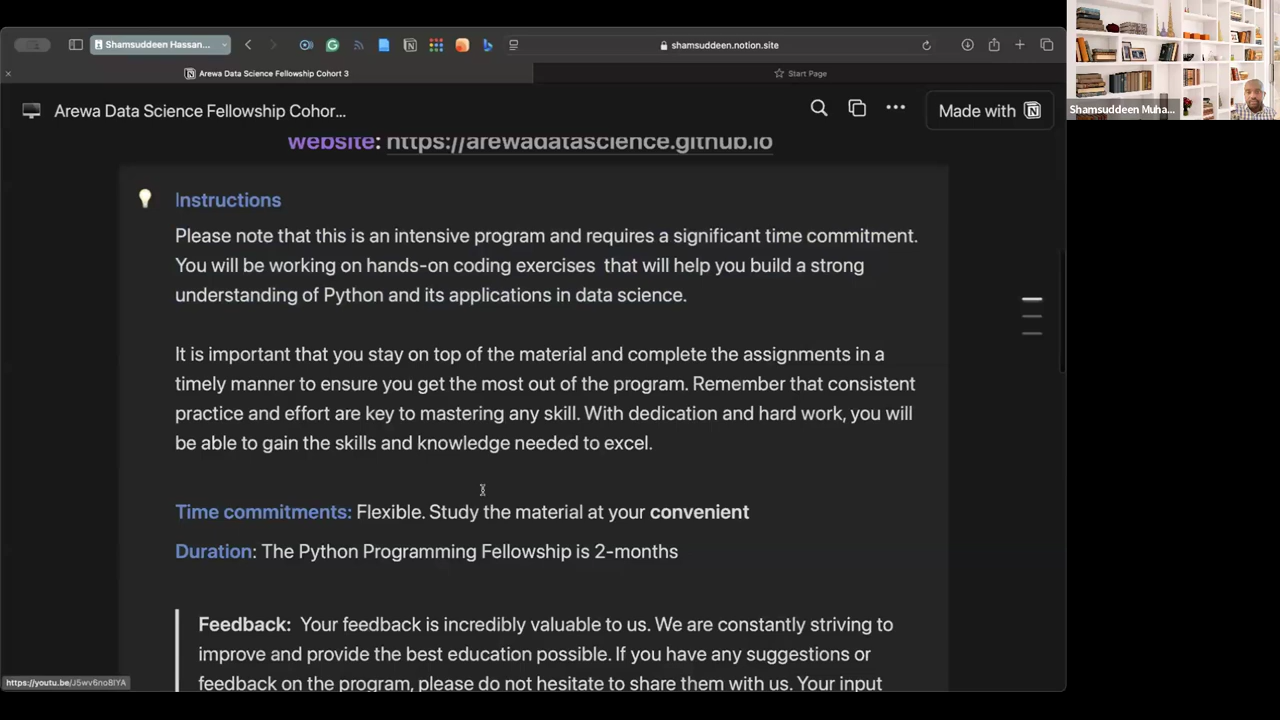 Shamsuddeen Hassan...
shamsuddeen.notion.site
Arewa Data Science Fellowship Cohort 3
Start Page
Shamsuddeen Muha...
Arewa Data Science Fellowship Cohor...
Made with
website: https://arewadatascience.github.io
Instructions
Please note that this is an intensive program and requires a significant time commitment.
You will be working on hands-on coding exercises that will help you build a strong
understanding of Python and its applications in data science.
It is important that you stay on top of the material and complete the assignments in a
timely manner to ensure you get the most out of the program. Remember that consistent
practice and effort are key to mastering any skill. With dedication and hard work, you will
be able to gain the skills and knowledge needed to excel.
Time commitments: Flexible. Study the material at your convenient
Duration: The Python Programming Fellowship is 2-months
Feedback: Your feedback is incredibly valuable to us. We are constantly striving to
improve and provide the best education possible. If you have any suggestions or
feedback on the program, please do not hesitate to share them with us. Your input